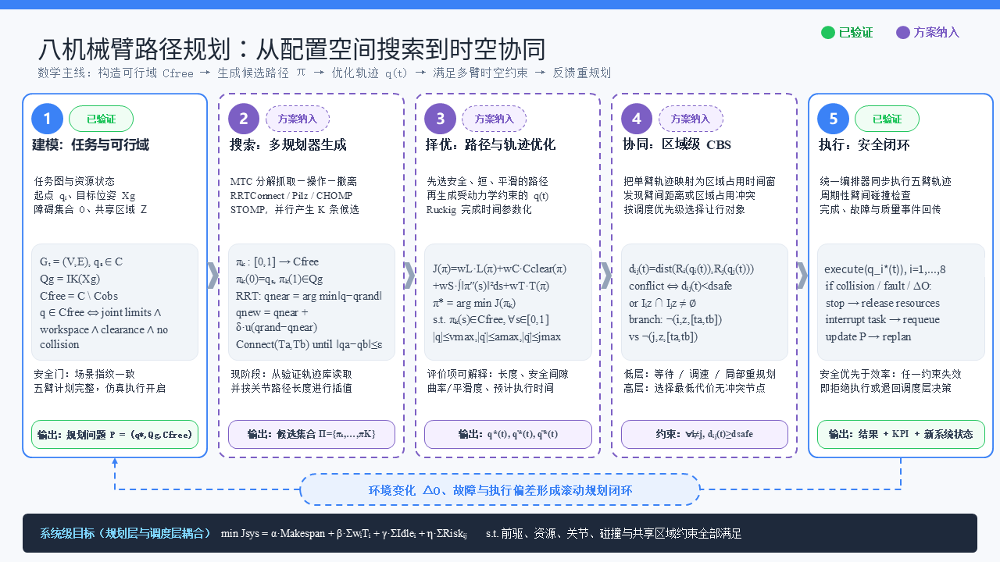 八机械臂路径规划：从配置空间搜索到时空协同
已验证
方案纳入
数学主线：构造可行域 Cfree → 生成候选路径 π → 优化轨迹 q(t) → 满足多臂时空约束 → 反馈重规划
1
已验证
建模：任务与可行域
任务图与资源状态
起点 qₛ、目标位姿 Xg
障碍集合 O、共享区域 Z
Gₜ = (V,E), qₛ ∈ C
Qg = IK(Xg)
Cfree = C \ Cobs
q ∈ Cfree ⇔ joint limits ∧
workspace ∧ clearance ∧ no
collision
安全门：场景指纹一致
五臂计划完整，仿真执行开启
输出：规划问题 P = (qₛ,Qg,Cfree)
2
方案纳入
搜索：多规划器生成
MTC 分解抓取－操作－撤离
RRTConnect / Pilz / CHOMP
STOMP，并行产生 K 条候选
πₖ : [0,1] → Cfree
πₖ(0)=qₛ, πₖ(1)∈Qg
RRT: qnear = arg min‖q−qrand‖
qnew = qnear +
δ·u(qrand−qnear)
Connect(Ta,Tb) until ‖qa−qb‖≤ε
现阶段：从验证轨迹库读取
并按关节路径长度进行插值
输出：候选集合 Π={π₁,…,πK}
3
方案纳入
择优：路径与轨迹优化
先选安全、短、平滑的路径
再生成受动力学约束的 q(t)
Ruckig 完成时间参数化
J(π)=wL·L(π)+wC·Cclear(π)
+wS·∫‖π″(s)‖²ds+wT·T(π)
π* = arg min J(πₖ)
s.t. πₖ(s)∈Cfree, ∀s∈[0,1]
|q̇|≤vmax,|q̈|≤amax,|q⃛|≤jmax
评价项可解释：长度、安全间隙
曲率/平滑度、预计执行时间
输出：q*(t), q̇*(t), q̈*(t)
4
方案纳入
协同：区域级 CBS
把单臂轨迹映射为区域占用时间窗
发现臂间距离或区域占用冲突
按调度优先级选择让行对象
dᵢⱼ(t)=dist(Rᵢ(qᵢ(t)),Rⱼ(qⱼ(t)))
conflict ⇔ dᵢⱼ(t)<dsafe
or Iᵢz ∩ Iⱼz ≠ ∅
branch: ¬(i,z,[ta,tb])
vs ¬(j,z,[ta,tb])
低层：等待 / 调速 / 局部重规划
高层：选择最低代价无冲突节点
约束：∀i≠j, dᵢⱼ(t)≥dsafe
5
已验证
执行：安全闭环
统一编排器同步执行五臂轨迹
周期性臂间碰撞检查
完成、故障与质量事件回传
execute(q_i*(t)), i=1,...,8
if collision / fault / ΔO:
stop → release resources
interrupt task → requeue
update P → replan
安全优先于效率：任一约束失效
即拒绝执行或退回调度层决策
输出：结果 + KPI + 新系统状态
环境变化 ΔO、故障与执行偏差形成滚动规划闭环
系统级目标（规划层与调度层耦合） min Jsys = α·Makespan + β·ΣwᵢTᵢ + γ·ΣIdleᵢ + η·ΣRiskᵢⱼ s.t. 前驱、资源、关节、碰撞与共享区域约束全部满足